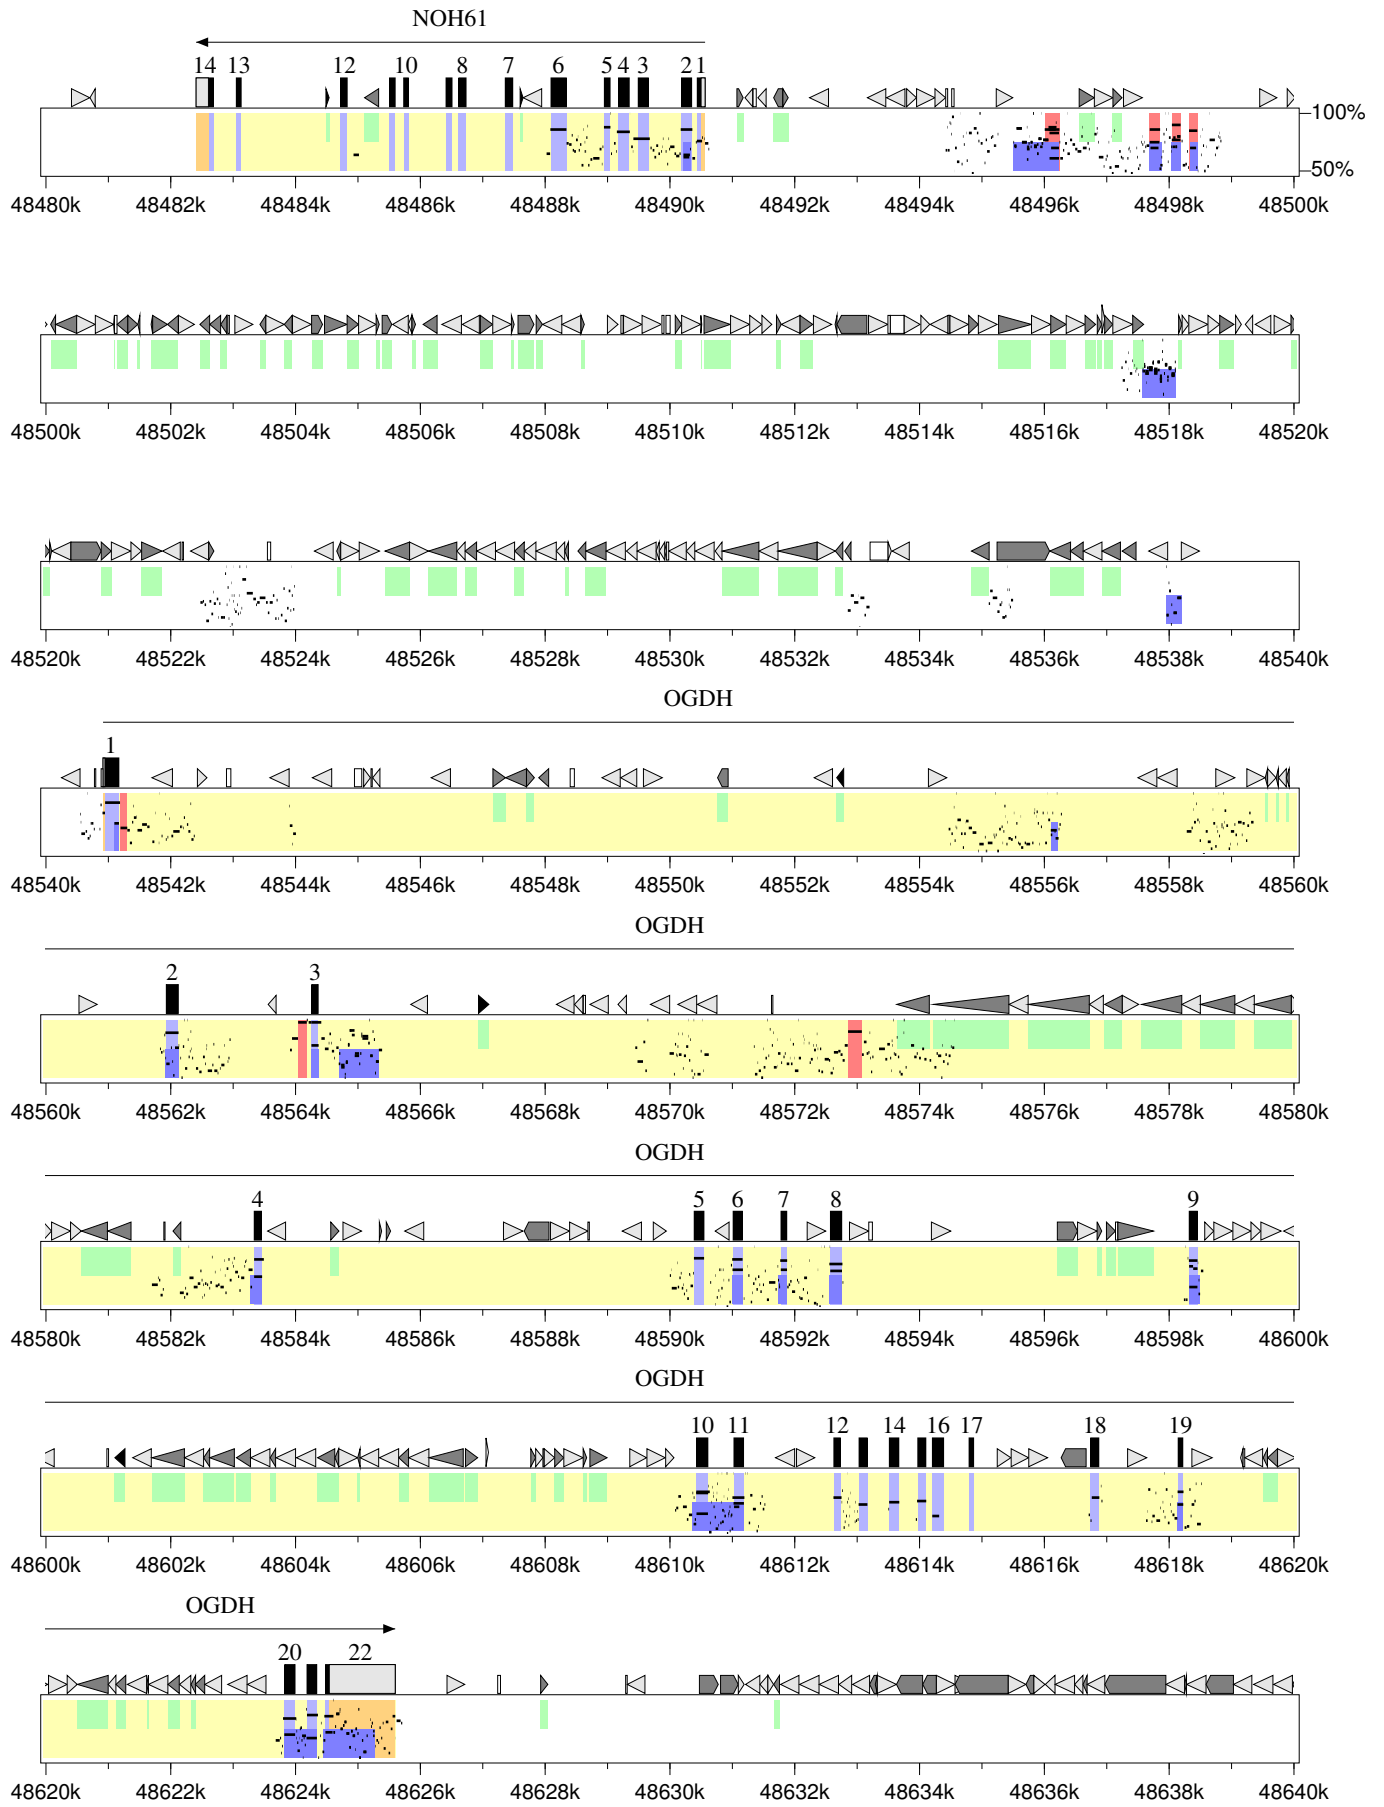 NOH61
14 13 12 10 8 7 6 5 4 3 2 1
100%
50%
48480k 48482k 48484k 48486k 48488k 48490k 48492k 48494k 48496k 48498k 48500k
48500k 48502k 48504k 48506k 48508k 48510k 48512k 48514k 48516k 48518k 48520k
48520k 48522k 48524k 48526k 48528k 48530k 48532k 48534k 48536k 48538k 48540k
OGDH
1
48540k 48542k 48544k 48546k 48548k 48550k 48552k 48554k 48556k 48558k 48560k
OGDH
2 3
48560k 48562k 48564k 48566k 48568k 48570k 48572k 48574k 48576k 48578k 48580k
OGDH
4 5 6 7 8 9
48580k 48582k 48584k 48586k 48588k 48590k 48592k 48594k 48596k 48598k 48600k
OGDH
10 11 12 14 16 17 18 19
48600k 48602k 48604k 48606k 48608k 48610k 48612k 48614k 48616k 48618k 48620k
OGDH
20 22
48620k 48622k 48624k 48626k 48628k 48630k 48632k 48634k 48636k 48638k 48640k